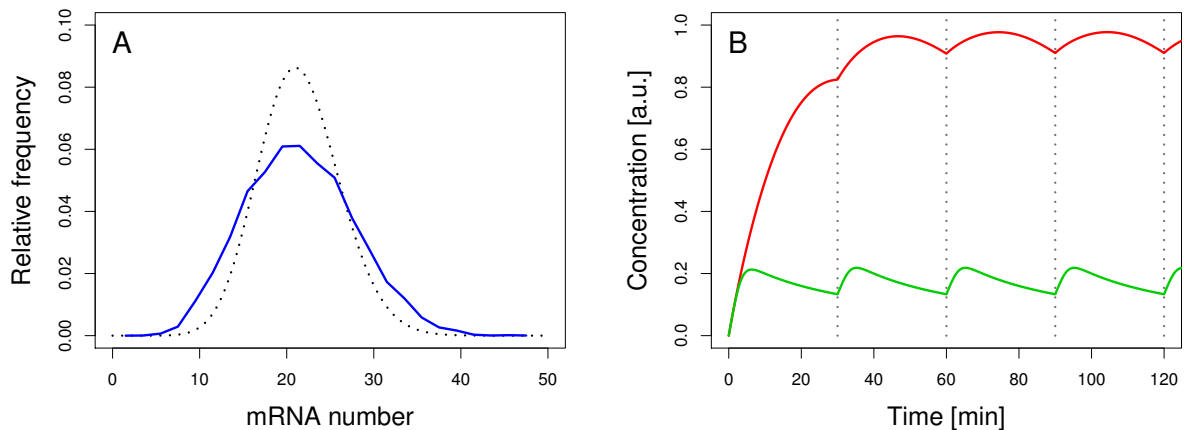 A
Relative frequency
0.10
0.08
0.06
0.04
0.02
0.00
0 10 20 30 40 50
mRNA number
B
Concentration [a.u.]
1.0
0.8
0.6
0.4
0.2
0.0
0 20 40 60 80 100 120
Time [min]